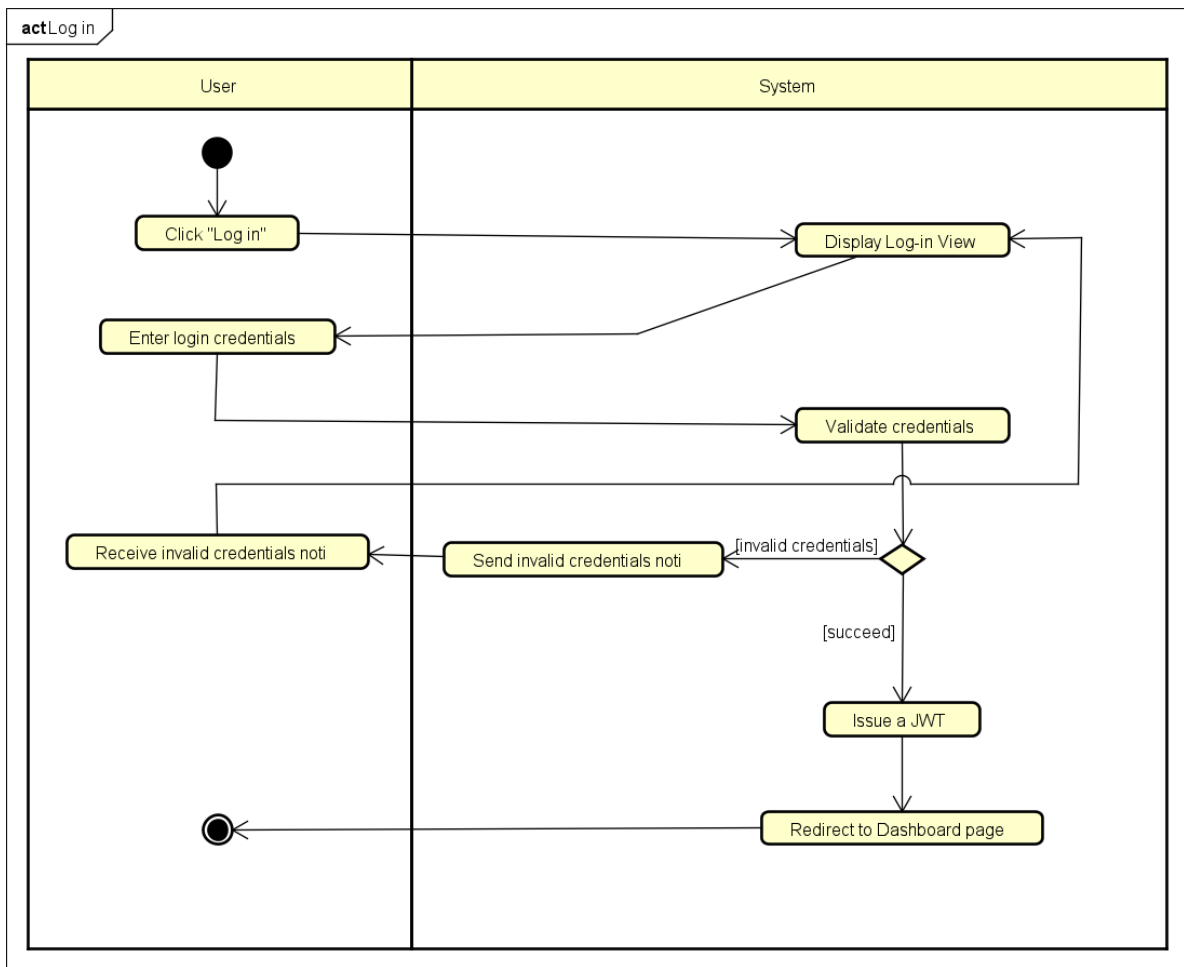 act Log in
User
System
Click "Log in"
Display Log-in View
Enter login credentials
Validate credentials
Receive invalid credentials noti
Send invalid credentials noti
[invalid credentials]
[succeed]
Issue a JWT
Redirect to Dashboard page